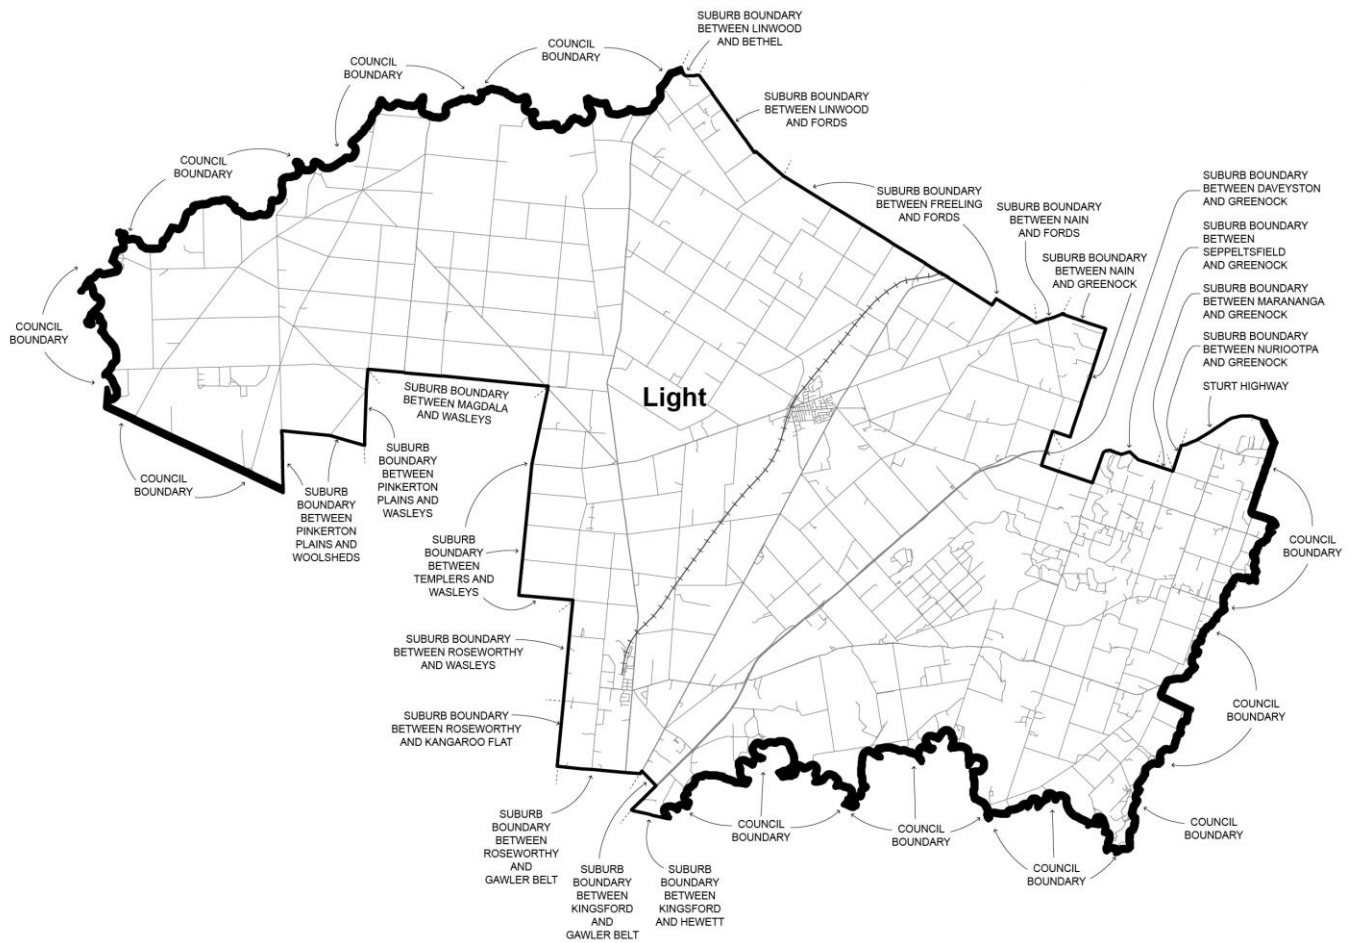 SUBURB BOUNDARY
BETWEEN LINWOOD
AND BETHEL
COUNCIL
BOUNDARY
COUNCIL
BOUNDARY
SUBURB BOUNDARY
BETWEEN LINWOOD
AND FORDS
COUNCIL
BOUNDARY
SUBURB BOUNDARY
BETWEEN FREELING
AND FORDS
SUBURB BOUNDARY
BETWEEN NAIN
AND FORDS
SUBURB BOUNDARY
BETWEEN NAIN
AND GREENOCK
SUBURB BOUNDARY
BETWEEN DAVEYSTON
AND GREENOCK
SUBURB BOUNDARY
BETWEEN
SEPPELTSFIELD
AND GREENOCK
SUBURB BOUNDARY
BETWEEN MARANANGA
AND GREENOCK
SUBURB BOUNDARY
BETWEEN NURIOOTPA
AND GREENOCK
STURT HIGHWAY
COUNCIL
BOUNDARY
Light
SUBURB BOUNDARY
BETWEEN MAGDALA
AND WASLEYS
COUNCIL
BOUNDARY
SUBURB
BOUNDARY
BETWEEN
PINKERTON
PLAINS AND
WOOLSHEDS
SUBURB
BOUNDARY
BETWEEN
PINKERTON
PLAINS AND
WASLEYS
SUBURB
BOUNDARY
BETWEEN
TEMPLERS AND
WASLEYS
COUNCIL
BOUNDARY
SUBURB BOUNDARY
BETWEEN ROSEWORTHY
AND WASLEYS
SUBURB BOUNDARY
BETWEEN ROSEWORTHY
AND KANGAROO FLAT
COUNCIL
BOUNDARY
SUBURB
BOUNDARY
BETWEEN
ROSEWORTHY
AND
GAWLER BELT
SUBURB
BOUNDARY
BETWEEN
KINGSFORD
AND
GAWLER BELT
SUBURB
BOUNDARY
BETWEEN
KINGSFORD
AND HEWETT
COUNCIL
BOUNDARY
COUNCIL
BOUNDARY
COUNCIL
BOUNDARY
COUNCIL
BOUNDARY